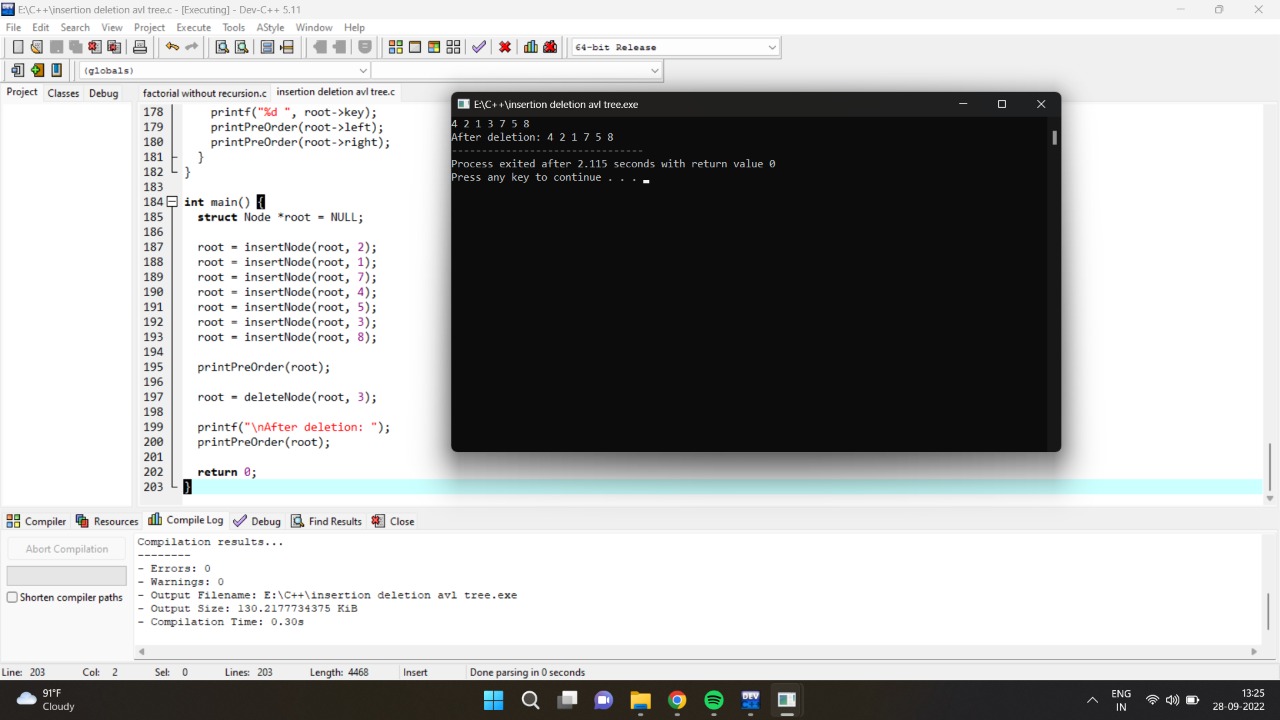 E:\C++\insertion deletion avl tree.c - [Executing] - Dev-C++ 5.11
File Edit Search View Project Execute Tools AStyle Window Help
64-bit Release
(globals)
Project Classes Debug factorial without recursion.c insertion deletion avl tree.c
178 printf("%d ", root->key);
179 printPreOrder(root->left);
180 printPreOrder(root->right);
181 }
182 }
183
184 int main() {
185 struct Node *root = NULL;
186
187 root = insertNode(root, 2);
188 root = insertNode(root, 1);
189 root = insertNode(root, 7);
190 root = insertNode(root, 4);
191 root = insertNode(root, 5);
192 root = insertNode(root, 3);
193 root = insertNode(root, 8);
194
195 printPreOrder(root);
196
197 root = deleteNode(root, 3);
198
199 printf("\nAfter deletion: ");
200 printPreOrder(root);
201
202 return 0;
203 }
E:\C++\insertion deletion avl tree.exe
4 2 1 3 7 5 8
After deletion: 4 2 1 7 5 8
--------------------------------
Process exited after 2.115 seconds with return value 0
Press any key to continue . . .
Compiler Resources Compile Log Debug Find Results Close
Abort Compilation
Shorten compiler paths
Compilation results...
--------
- Errors: 0
- Warnings: 0
- Output Filename: E:\C++\insertion deletion avl tree.exe
- Output Size: 130.2177734375 KiB
- Compilation Time: 0.30s
Line: 203 Col: 2 Sel: 0 Lines: 203 Length: 4468 Insert Done parsing in 0 seconds
91°F
Cloudy
DEV
ENG
IN
13:25
28-09-2022